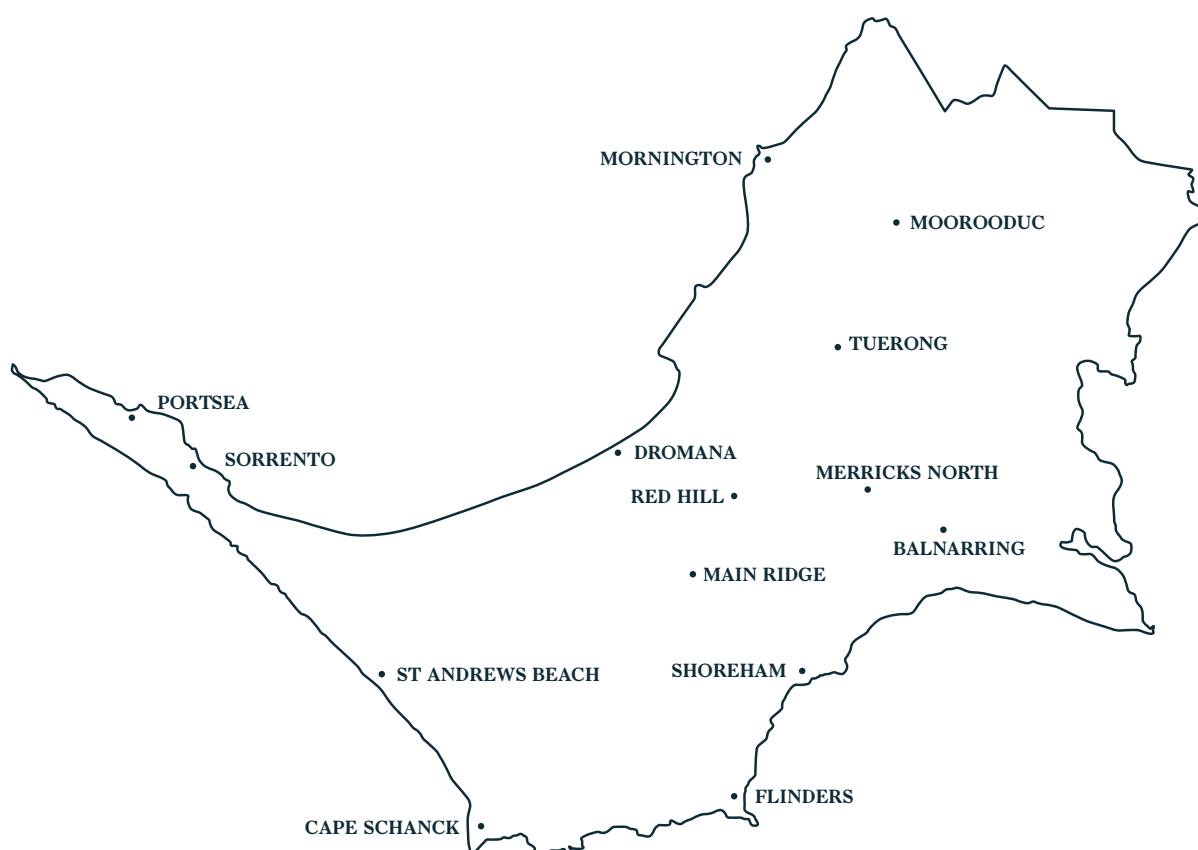 MORNINGTON
MOOROODUC
TUERONG
PORTSEA
SORRENTO
DROMANA
MERRICKS NORTH
RED HILL
BALNARRING
MAIN RIDGE
SHOREHAM
ST ANDREWS BEACH
FLINDERS
CAPE SCHANCK